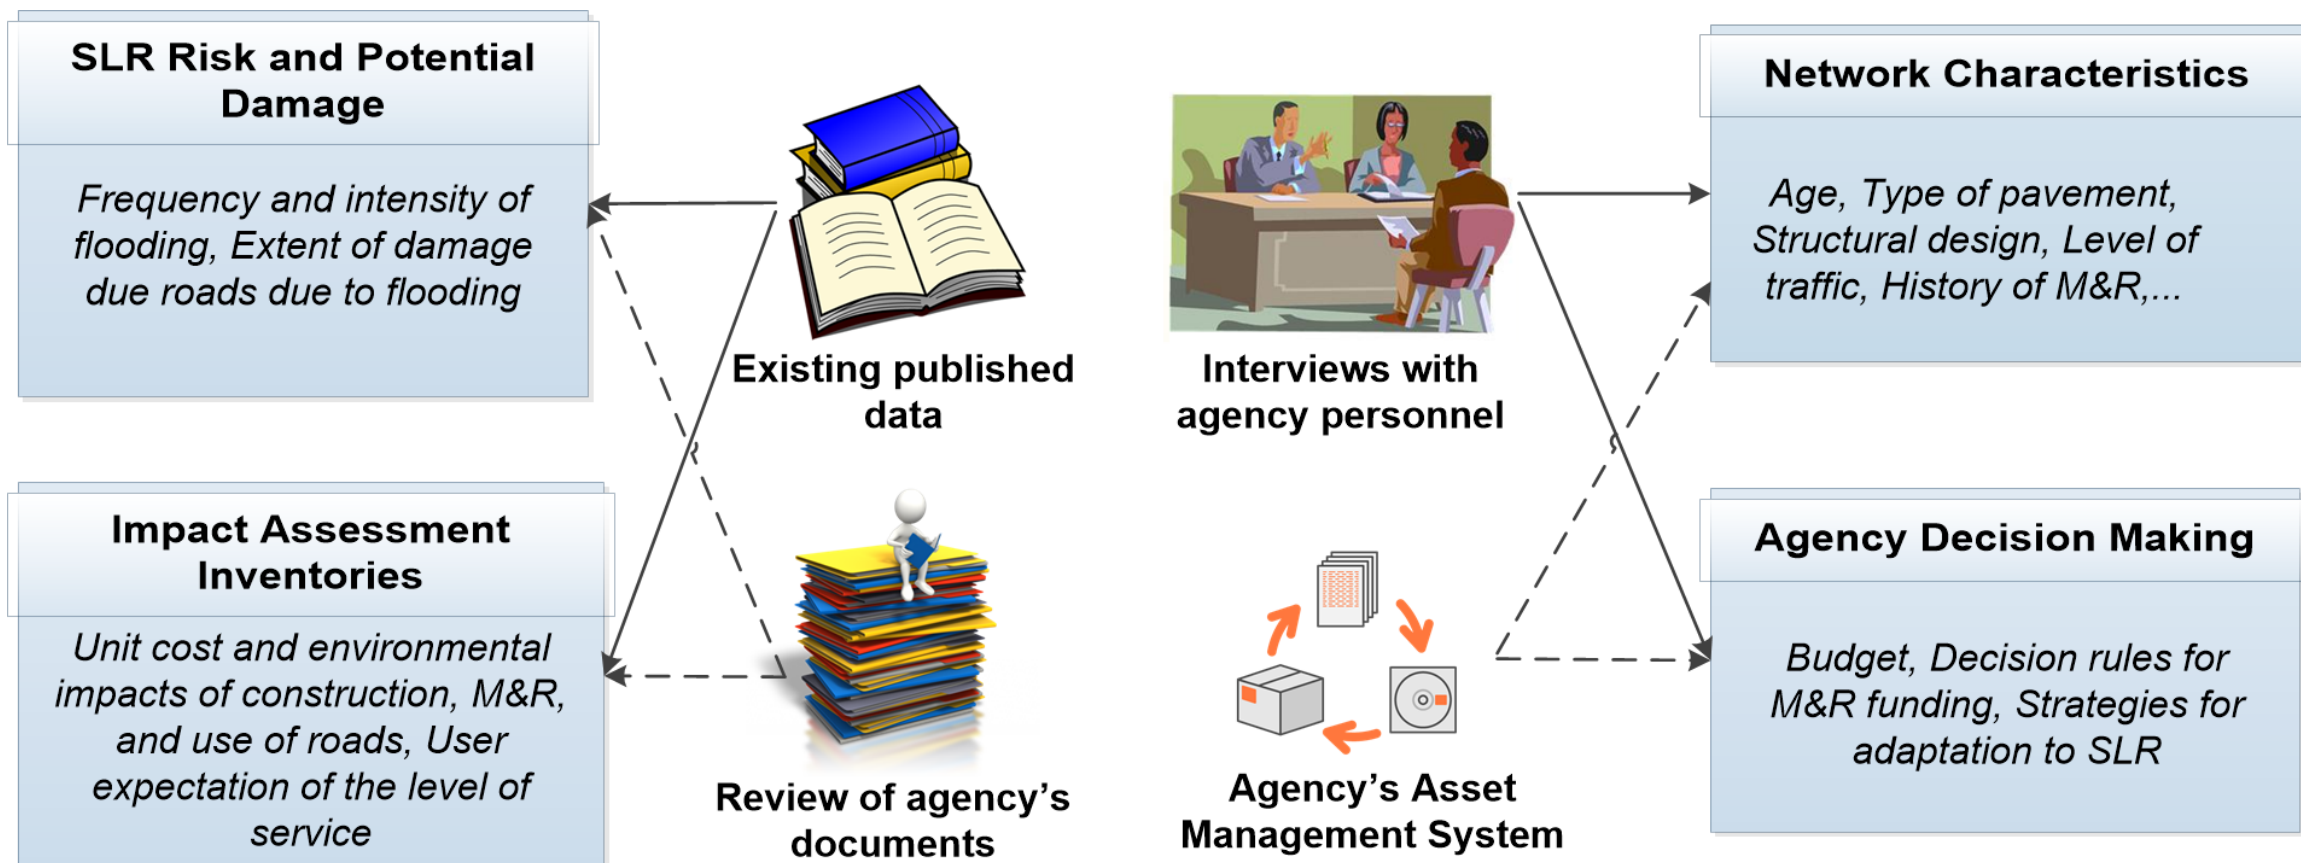 SLR Risk and Potential
Damage
Frequency and intensity of
flooding, Extent of damage
due roads due to flooding
Existing published
data
Interviews with
agency personnel
Network Characteristics
Age, Type of pavement,
Structural design, Level of
traffic, History of M&R,...
Impact Assessment
Inventories
Unit cost and environmental
impacts of construction, M&R,
and use of roads, User
expectation of the level of
service
Review of agency’s
documents
Agency’s Asset
Management System
Agency Decision Making
Budget, Decision rules for
M&R funding, Strategies for
adaptation to SLR